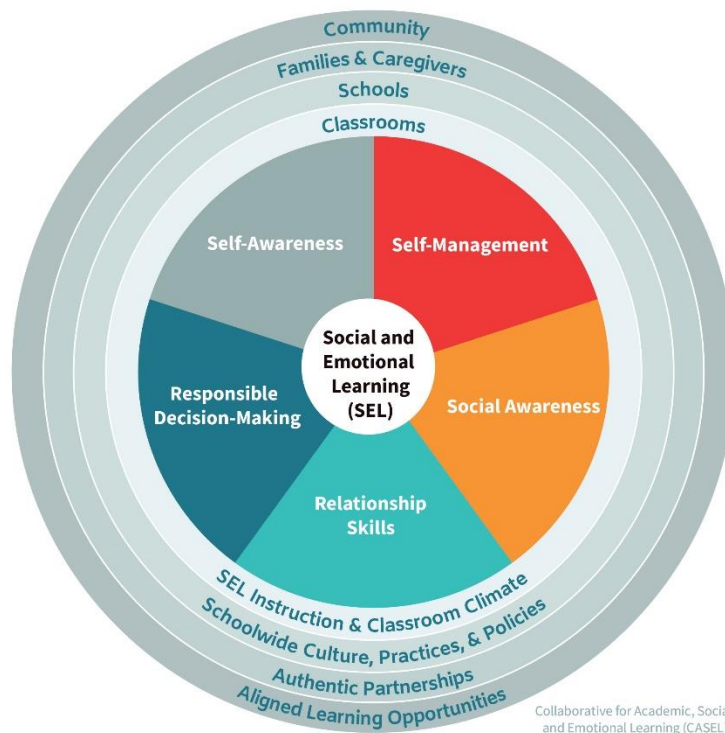 Community
Families & Caregivers
Schools
Classrooms
Self-Awareness
Self-Management
Social and
Emotional
Learning
(SEL)
Responsible
Decision-Making
Social Awareness
Relationship
Skills
SEL Instruction & Classroom Climate
Schoolwide Culture, Practices, & Policies
Authentic Partnerships
Aligned Learning Opportunities
Collaborative for Academic, Socia
and Emotional Learning (CASEL